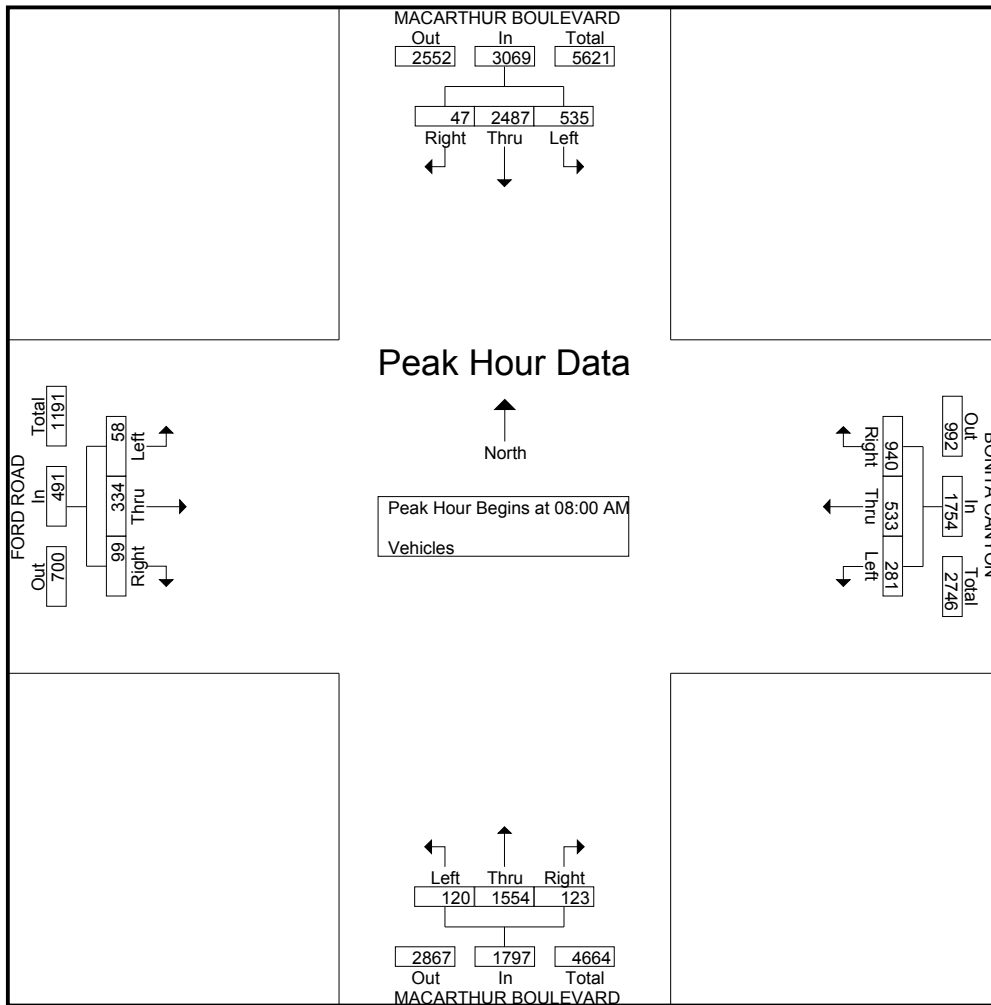 MACARTHUR BOULEVARD
Out In Total
2552 3069 5621
47 2487 535
Right Thru Left
Peak Hour Data
North
Peak Hour Begins at 08:00 AM
Vehicles
FORD ROAD
Out In Total
700 491 1191
99 334 58
Right Thru Left
BONITA CANYON
Out In Total
992 1754 2746
940 533 281
Right Thru Left
Left Thru Right
120 1554 123
2867 1797 4664
Out In Total
MACARTHUR BOULEVARD